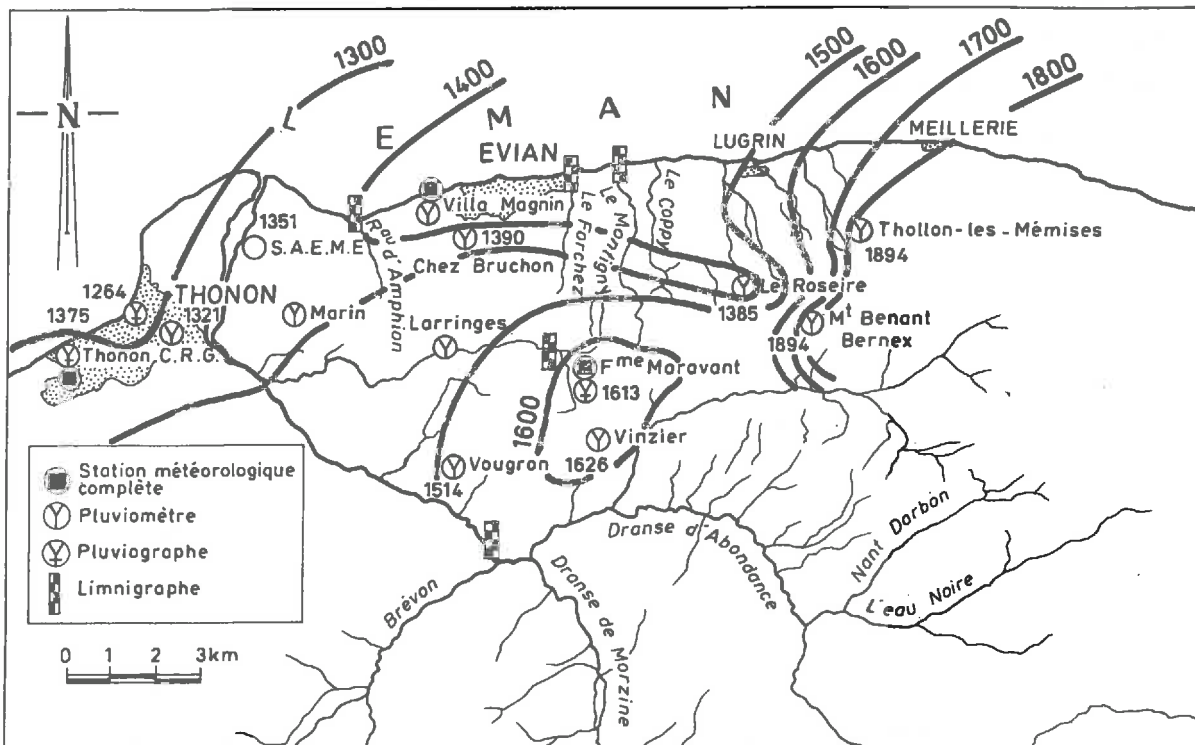 1300
1400
1500
1600
1700
1800
N
L E M A N
LUGRIN
MEILLERIE
EVIAN
Villa Magnin
1351
S.A.E.M.E
1390
Chez Bruchon
Rau d'Amphion
Le Forchez
Le Montigny
Le Coppy
Thollon-les-Mémises
1894
Le Roseire
1385
Mt Benant
Bernex
1894
1264
THONON
1375
1321
Thonon C.R.G.
Marin
Larringes
Fme Moravant
1613
1600
Vinzier
1626
Vougron
1514
Station météorologique
complète
Pluviomètre
Pluviographe
Limnigraphe
Dranse d'Abondance
Dranse de Morzine
Brévon
Nant Dorbon
L'eau Noire
0 1 2 3km